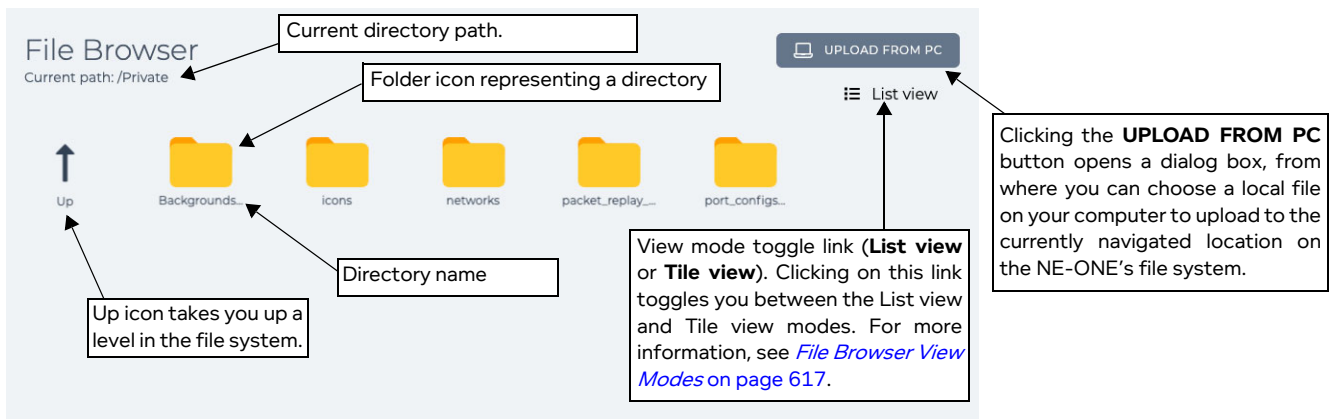 File Browser
Current path: /Private
Current directory path.
Folder icon representing a directory
UPLOAD FROM PC
List view
Up
Backgrounds...
icons
networks
packet_replay_...
port_configs...
Clicking the UPLOAD FROM PC
button opens a dialog box, from
where you can choose a local file
on your computer to upload to the
currently navigated location on
the NE-ONE’s file system.
Directory name
Up icon takes you up a
level in the file system.
View mode toggle link (List view
or Tile view). Clicking on this link
toggles you between the List view
and Tile view modes. For more
information, see File Browser View
Modes on page 617.